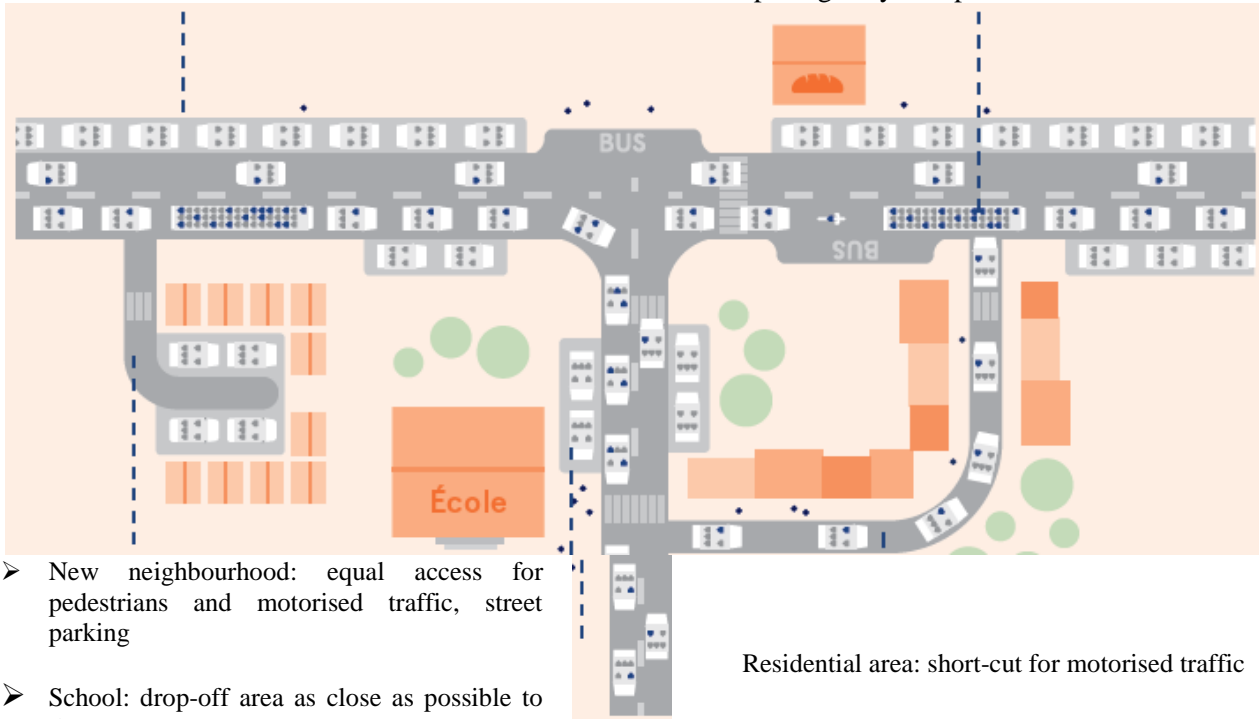 BUS
BUS
École
➢ New neighbourhood: equal access for
pedestrians and motorised traffic, street
parking
Residential area: short-cut for motorised traffic
➢ School: drop-off area as close as possible to